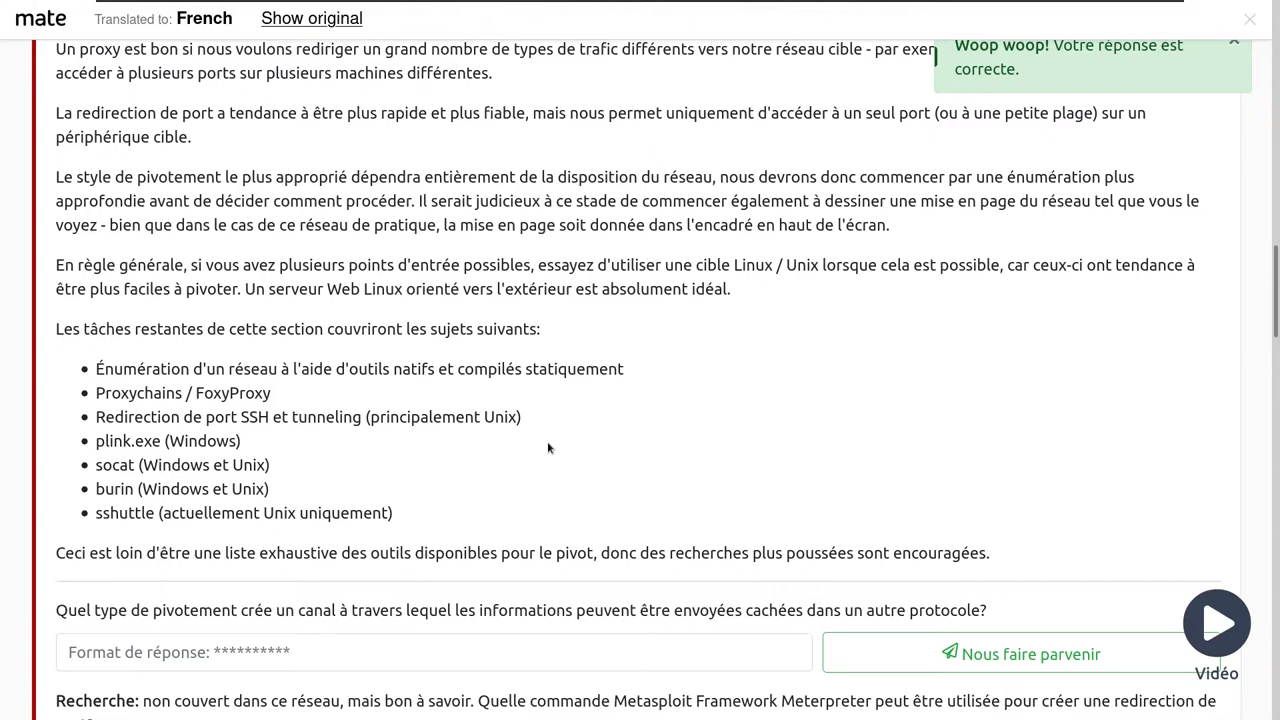 mate Translated to: French Show original
Un proxy est bon si nous voulons rediriger un grand nombre de types de trafic différents vers notre réseau cible - par exer
accéder à plusieurs ports sur plusieurs machines différentes.
Woop woop! Votre réponse est
correcte.
La redirection de port a tendance à être plus rapide et plus fiable, mais nous permet uniquement d'accéder à un seul port (ou à une petite plage) sur un
périphérique cible.
Le style de pivotement le plus approprié dépendra entièrement de la disposition du réseau, nous devrons donc commencer par une énumération plus
approfondie avant de décider comment procéder. Il serait judicieux à ce stade de commencer également à dessiner une mise en page du réseau tel que vous le
voyez - bien que dans le cas de ce réseau de pratique, la mise en page soit donnée dans l'encadré en haut de l'écran.
En règle générale, si vous avez plusieurs points d'entrée possibles, essayez d'utiliser une cible Linux / Unix lorsque cela est possible, car ceux-ci ont tendance à
être plus faciles à pivoter. Un serveur Web Linux orienté vers l'extérieur est absolument idéal.
Les tâches restantes de cette section couvriront les sujets suivants:
• Énumération d'un réseau à l'aide d'outils natifs et compilés statiquement
• Proxychains / FoxyProxy
• Redirection de port SSH et tunneling (principalement Unix)
• plink.exe (Windows)
• socat (Windows et Unix)
• burin (Windows et Unix)
• sshuttle (actuellement Unix uniquement)
Ceci est loin d'être une liste exhaustive des outils disponibles pour le pivot, donc des recherches plus poussées sont encouragées.
Quel type de pivotement crée un canal à travers lequel les informations peuvent être envoyées cachées dans un autre protocole?
Format de réponse: **********
Nous faire parvenir
Vidéo
Recherche: non couvert dans ce réseau, mais bon à savoir. Quelle commande Metasploit Framework Meterpreter peut être utilisée pour créer une redirection de